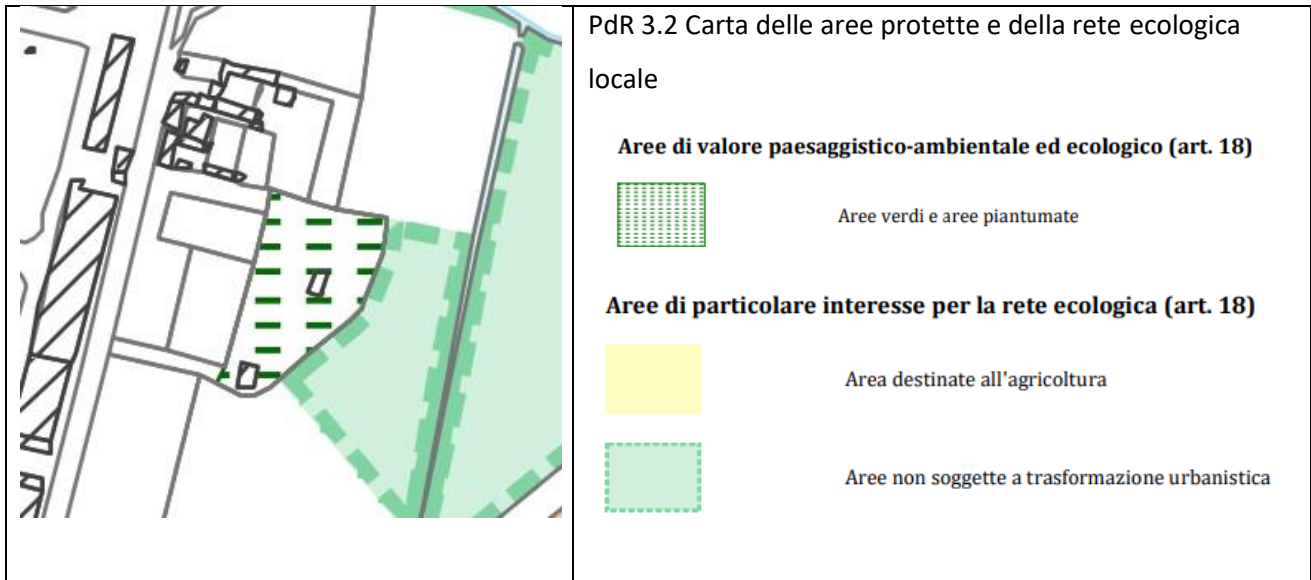 PdR 3.2 Carta delle aree protette e della rete ecologica
locale
Aree di valore paesaggistico-ambientale ed ecologico (art. 18)
Aree verdi e aree piantumate
Aree di particolare interesse per la rete ecologica (art. 18)
Area destinate all'agricoltura
Aree non soggette a trasformazione urbanistica